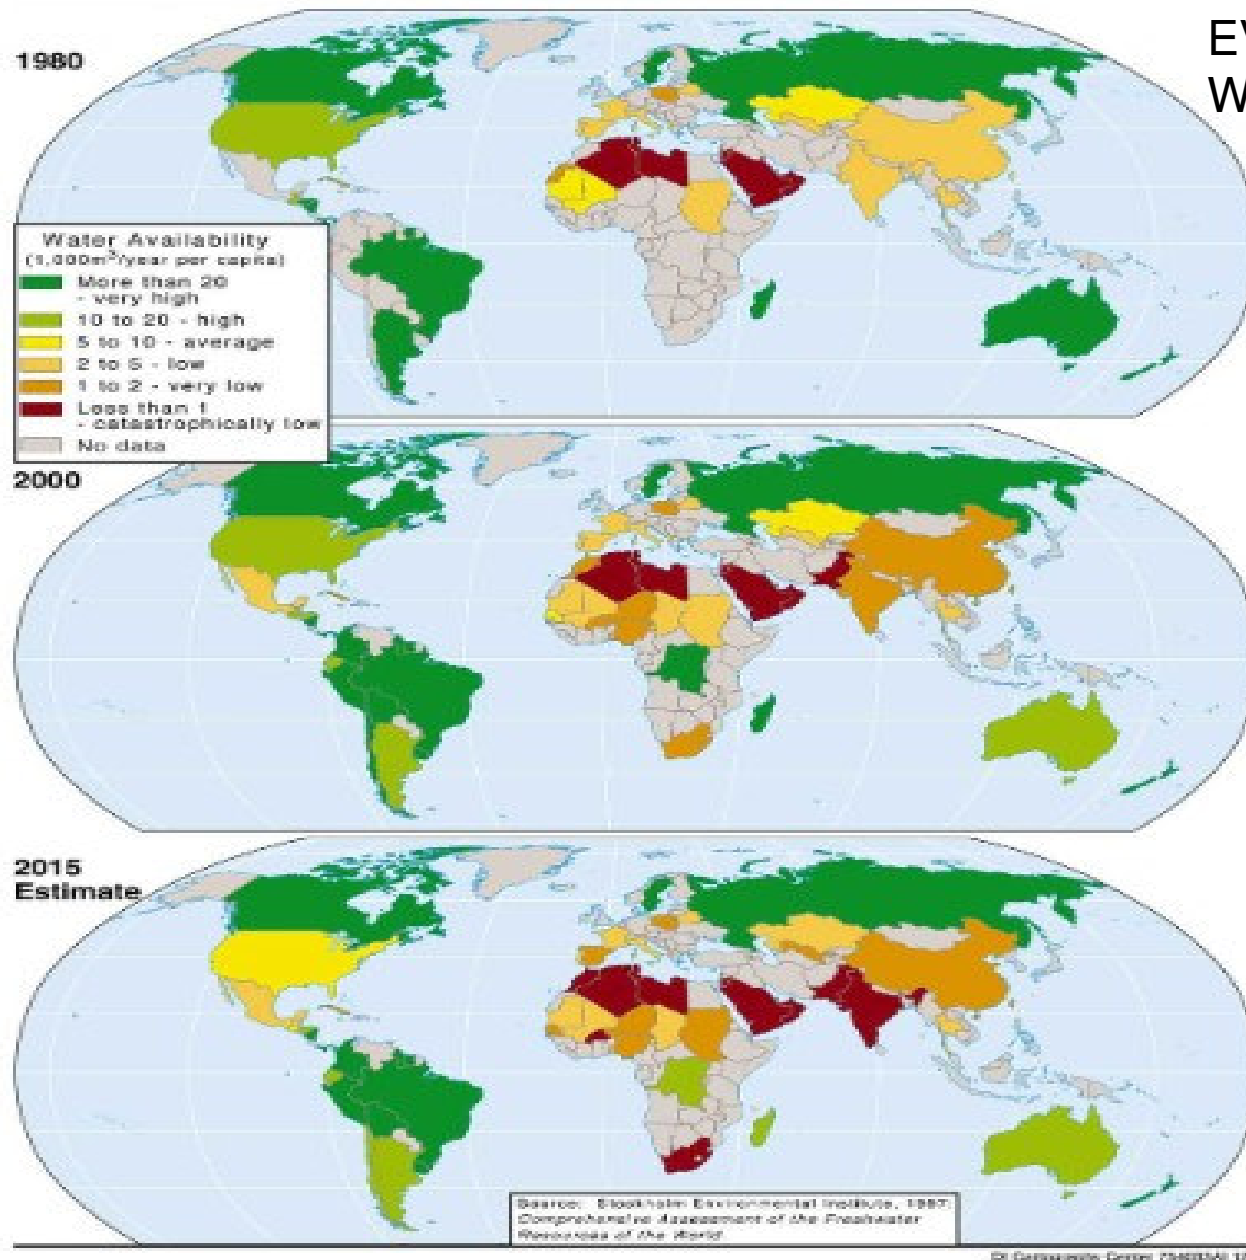 1980
EV
W
Water Availability
(1,000m³/year per capita)
More than 20
- very high
10 to 20 - high
5 to 10 - average
2 to 5 - low
1 to 2 - very low
Less than 1
- catastrophically low
No data
2000
2015
Estimate
Source: Stockholm Environmental Institute, 1997
Comprehensive Assessment of the Freshwater
Resources of the World.